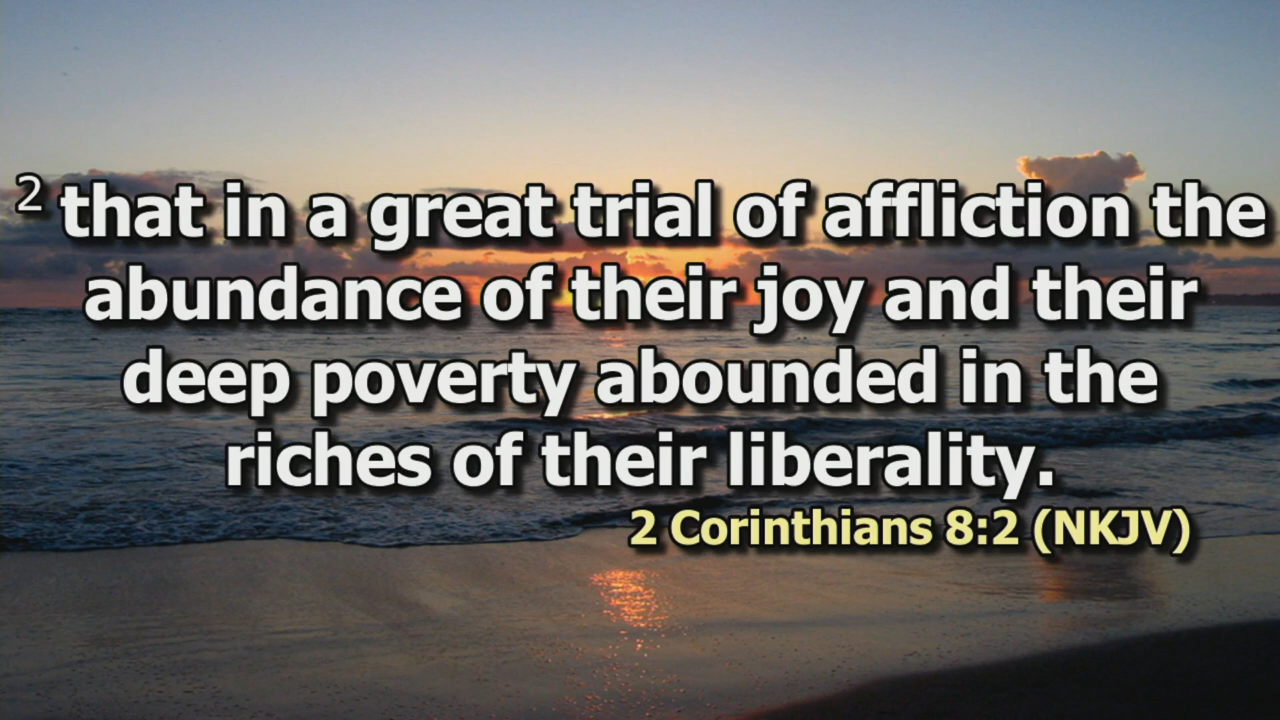 2 that in a great trial of affliction the
abundance of their joy and their
deep poverty abounded in the
riches of their liberality.
2 Corinthians 8:2 (NKJV)